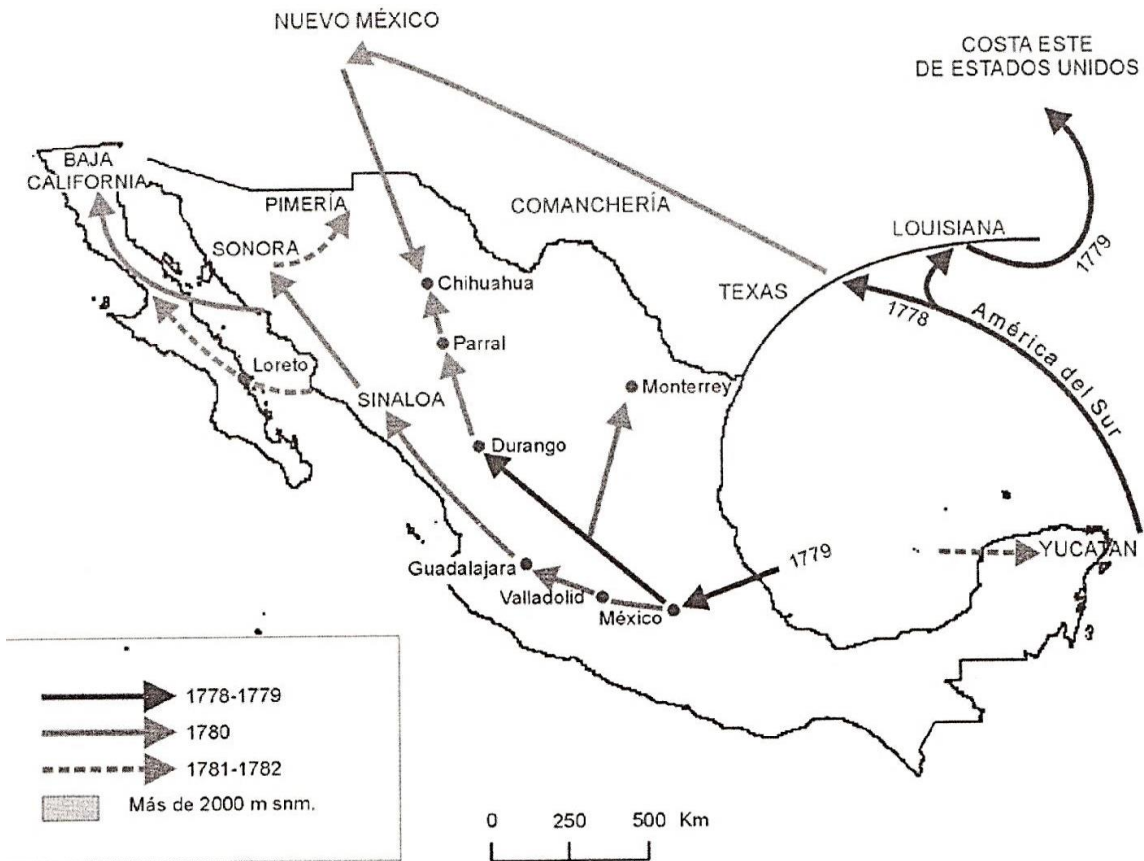 NUEVO MÉXICO
COSTA ESTE
DE ESTADOS UNIDOS
BAJA
CALIFORNIA
PIMERÍA
COMANCHERÍA
SONORA
LOUISIANA
1779
Chihuahua
TEXAS
1778
América del Sur
Parral
Loreto
Monterrey
SINALOA
Durango
1779
YUCATÁN
Guadalajara
Valladolid
México
1778-1779
1780
1781-1782
Más de 2000 m snm.
0 250 500 Km